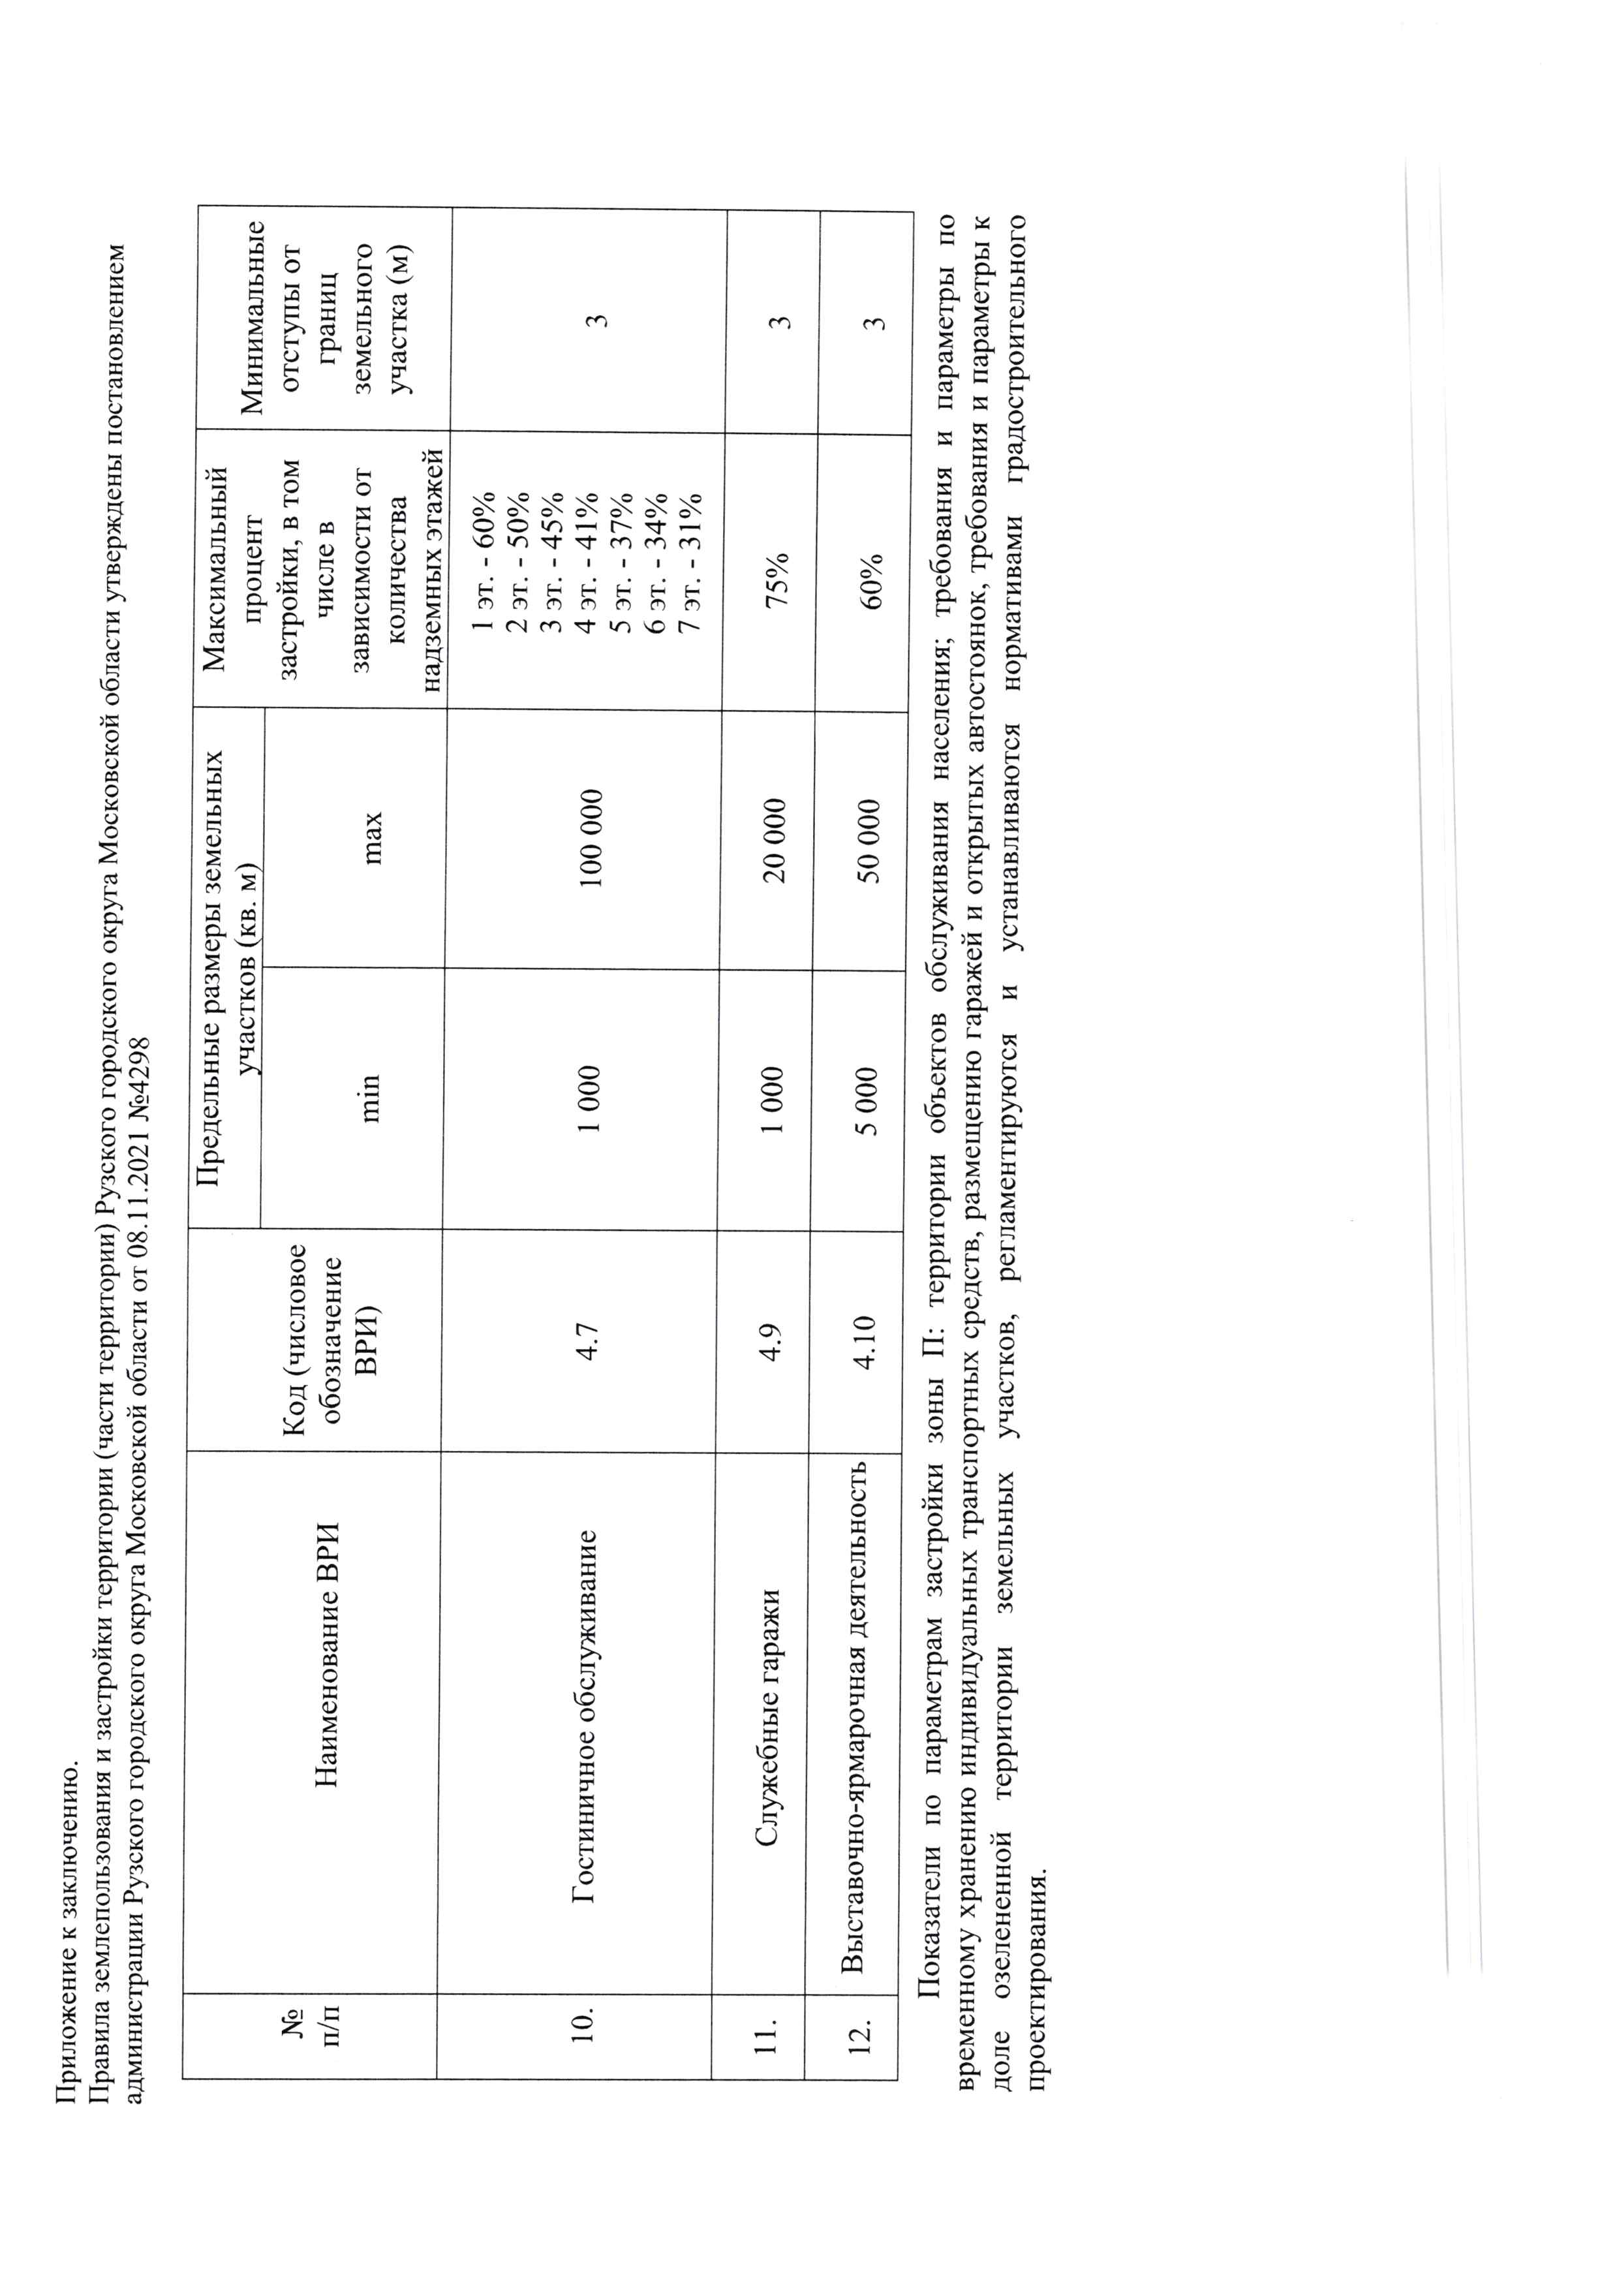 Приложение к заключению.
Правила землепользования и застройки территории (части территории) Рузского городского округа Московской области утверждены постановлением
администрации Рузского городского округа Московской области от 08.11.2021 №4298
№
п/п
Наименование ВРИ
Код (числовое
обозначение
ВРИ)
Предельные размеры земельных
участков (кв. м)
min
max
Максимальный
процент
застройки, в том
числе в
зависимости от
количества
надземных этажей
Минимальные
отступы от
границ
земельного
участка (м)
10.
Гостиничное обслуживание
4.7
1 000
100 000
1 эт. - 60%
2 эт. - 50%
3 эт. - 45%
4 эт. - 41%
5 эт. - 37%
6 эт. - 34%
7 эт. - 31%
3
11.
Служебные гаражи
4.9
1 000
20 000
75%
3
12.
Выставочно-ярмарочная деятельность
4.10
5 000
50 000
60%
3
Показатели по параметрам застройки зоны П: территории объектов обслуживания населения; требования и параметры по
временному хранению индивидуальных транспортных средств, размещению гаражей и открытых автостоянок, требования и параметры к
доле озелененной территории земельных участков, регламентируются и устанавливаются нормативами градостроительного
проектирования.